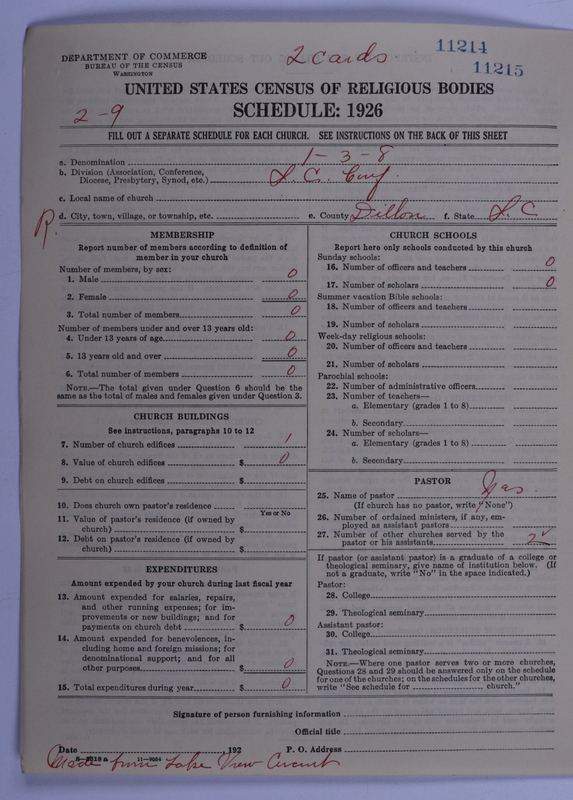 DEPARTMENT OF COMMERCE
BUREAU OF THE CENSUS
WASHINGTON
2 cards.
11214
11215
UNITED STATES CENSUS OF RELIGIOUS BODIES
2-9
SCHEDULE: 1926
FILL OUT A SEPARATE SCHEDULE FOR EACH CHURCH. SEE INSTRUCTIONS ON THE BACK OF THIS SHEET
a. Denomination 1-3-8
b. Division (Association, Conference, Diocese, Presbytery, Synod, etc.) S. C. Conf.
c. Local name of church
R
d. City, town, village, or township, etc. e. County Dillon f. State S. C
MEMBERSHIP
Report number of members according to definition of member in your church
Number of members, by sex:
1. Male 0
2. Female 0
3. Total number of members 0
Number of members under and over 13 years old:
4. Under 13 years of age 0
5. 13 years old and over 0
6. Total number of members 0
NOTE.—The total given under Question 6 should be the same as the total of males and females given under Question 3.
CHURCH BUILDINGS
See instructions, paragraphs 10 to 12
7. Number of church edifices 1
8. Value of church edifices $ 0
9. Debt on church edifices $
10. Does church own pastor's residence
Yes or No
11. Value of pastor's residence (if owned by church) $
12. Debt on pastor's residence (if owned by church) $
EXPENDITURES
Amount expended by your church during last fiscal year
13. Amount expended for salaries, repairs, and other running expenses; for improvements or new buildings; and for payments on church debt $ 0
14. Amount expended for benevolences, including home and foreign missions; for denominational support; and for all other purposes $ 0
15. Total expenditures during year $ 0
CHURCH SCHOOLS
Report here only schools conducted by this church
Sunday schools:
16. Number of officers and teachers 0
17. Number of scholars 0
Summer vacation Bible schools:
18. Number of officers and teachers
19. Number of scholars
Week-day religious schools:
20. Number of officers and teachers
21. Number of scholars
Parochial schools:
22. Number of administrative officers
23. Number of teachers—
a. Elementary (grades 1 to 8)
b. Secondary
24. Number of scholars—
a. Elementary (grades 1 to 8)
b. Secondary
PASTOR
25. Name of pastor Yes
(If church has no pastor, write "None")
26. Number of ordained ministers, if any, employed as assistant pastors
27. Number of other churches served by the pastor or his assistants 2
If pastor (or assistant pastor) is a graduate of a college or theological seminary, give name of institution below. (If not a graduate, write "No" in the space indicated.)
Pastor:
28. College
29. Theological seminary
Assistant pastor:
30. College
31. Theological seminary
NOTE.—Where one pastor serves two or more churches, Questions 28 and 29 should be answered only on the schedule for one of the churches; on the schedules for the other churches, write "See schedule for church."
Signature of person furnishing information
Official title
Date , 192 P. O. Address
11-9054
Made from Lake View Circuit